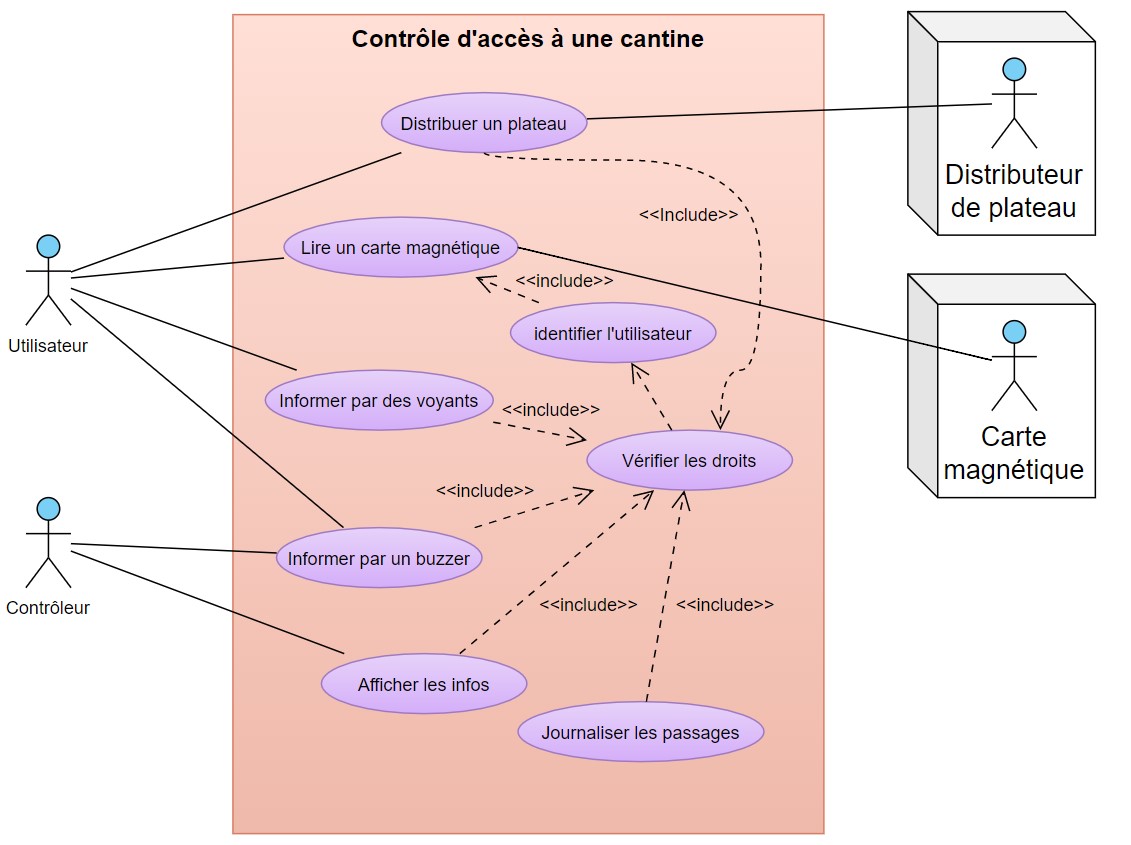 Contrôle d'accès à une cantine
Distribuer un plateau
Distributeur
de plateau
<<Include>>
Lire un carte magnétique
<<include>>
identifier l'utilisateur
Utilisateur
Informer par des voyants
<<include>>
Vérifier les droits
Carte
magnétique
<<include>>
Informer par un buzzer
Contrôleur
<<include>>
<<include>>
Afficher les infos
Journaliser les passages